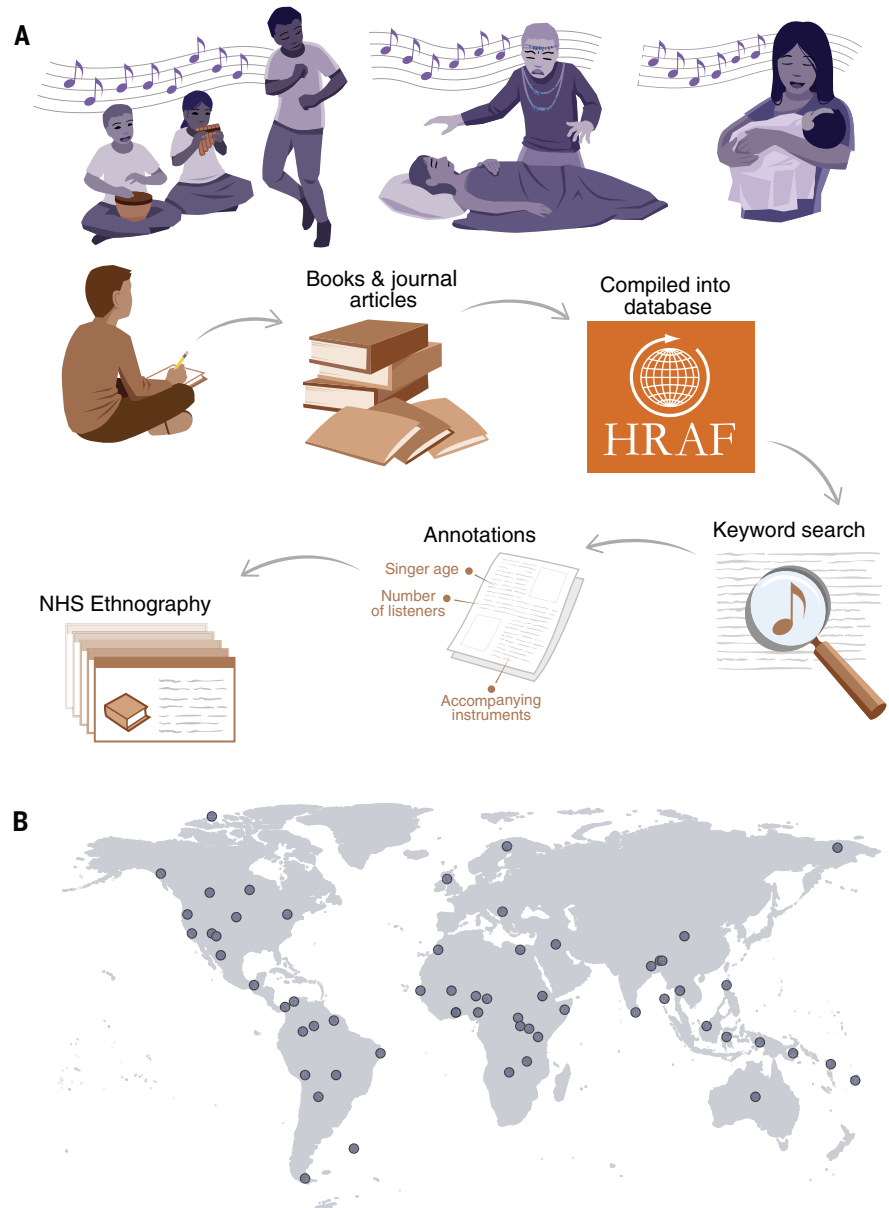 A
Books & journal
articles
Compiled into
database
HRAF
Keyword search
Annotations
Singer age
Number
of listeners
Accompanying
instruments
NHS Ethnography
B